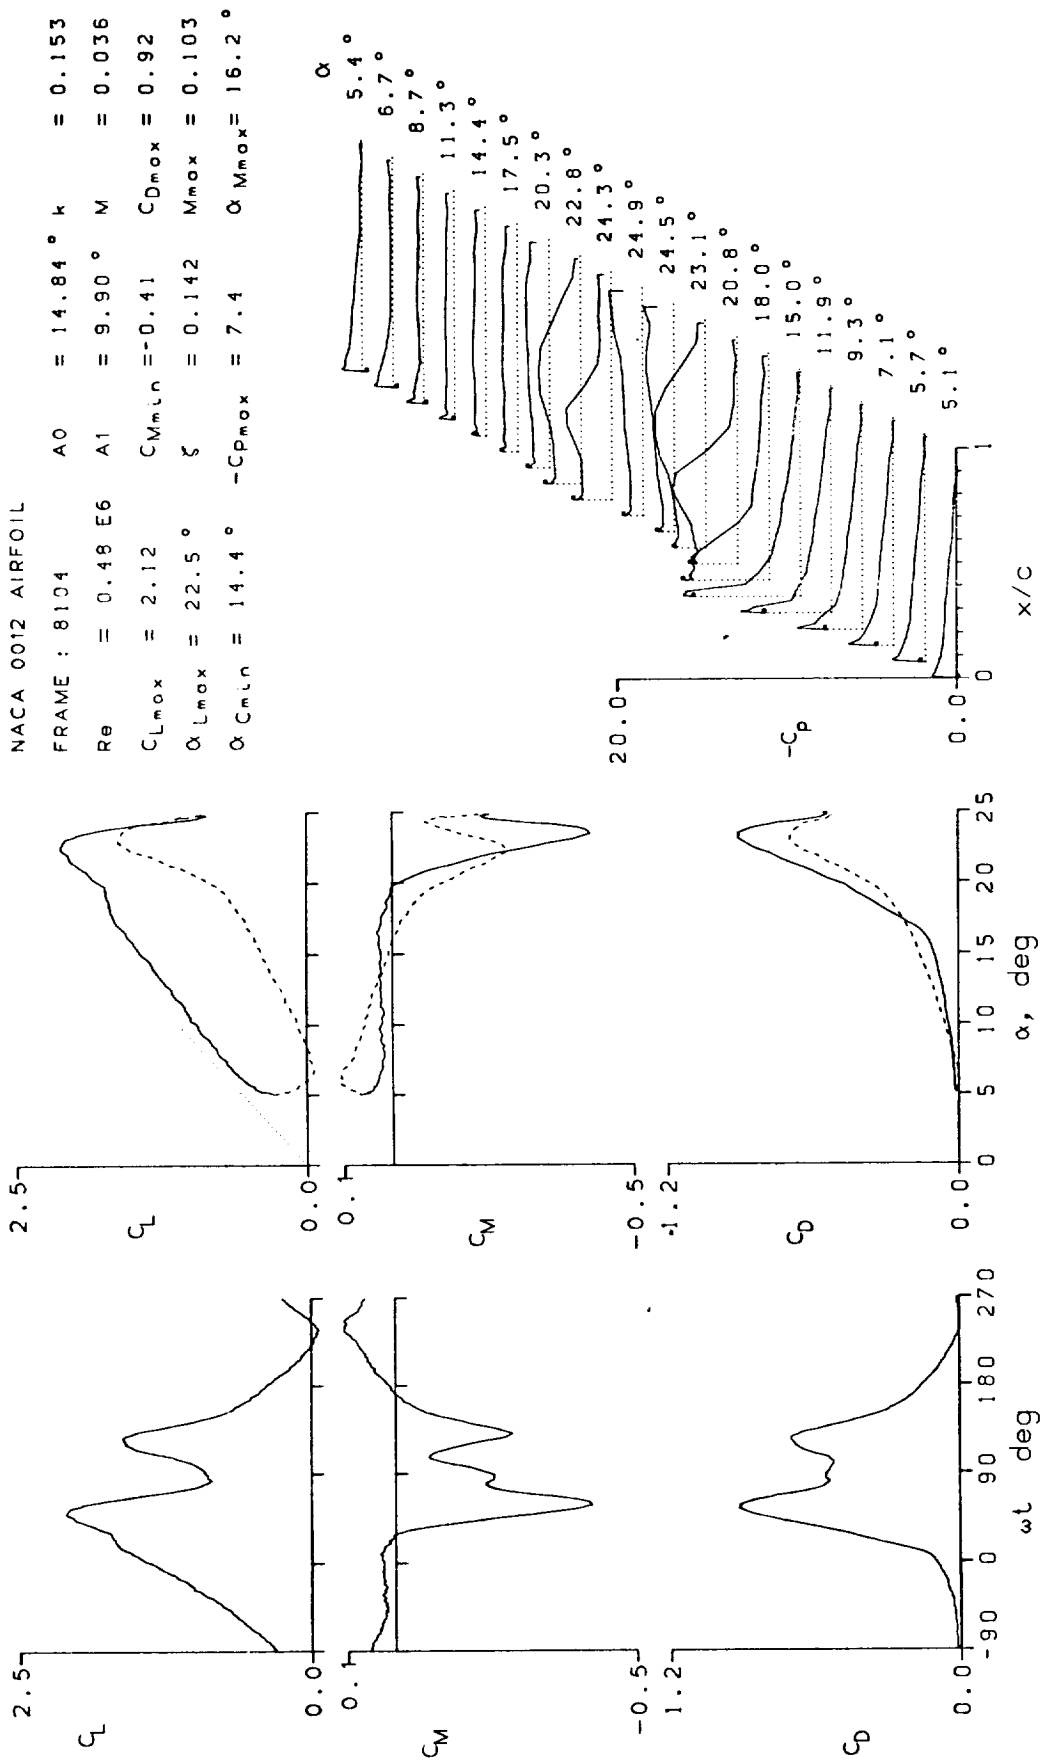 NACA 0012 AIRFOIL
FRAME : 8104 A0 = 14.84° k = 0.153
Re = 0.48 E6 A1 = 9.90° M = 0.036
CLmax = 2.12 CMmin =-0.41 CDmax = 0.92
αLmax = 22.5° ζ = 0.142 Mmax = 0.103
αCmin = 14.4° -CPmax = 7.4 αMmax = 16.2°
2.5
CL
0.0
0.1
CM
-0.5
1.2
CD
0.0
-90 0 90 180 270
ωt deg
2.5
CL
0.0
0.1
CM
-0.5
1.2
CD
0.0
0 5 10 15 20 25
α, deg
20.0
-CP
0.0
0 1
x/c
α
5.4°
6.7°
8.7°
11.3°
14.4°
17.5°
20.3°
22.8°
24.3°
24.9°
24.5°
23.1°
20.8°
18.0°
15.0°
11.9°
9.3°
7.1°
5.7°
5.1°